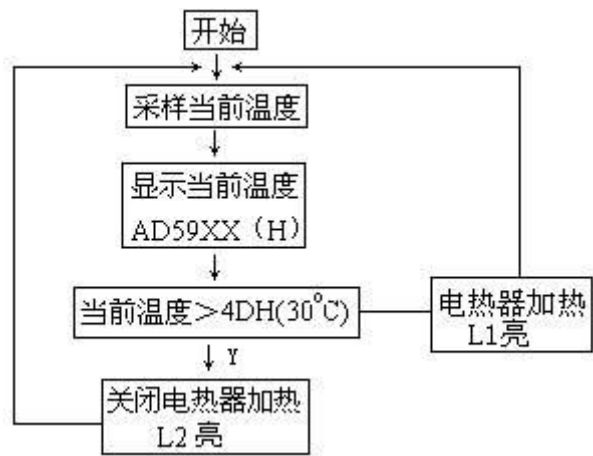 开始
采样当前温度
显示当前温度
AD59XX（H）
当前温度＞4DH(30°C)
电热器加热
L1亮
Y
关闭电热器加热
L2 亮